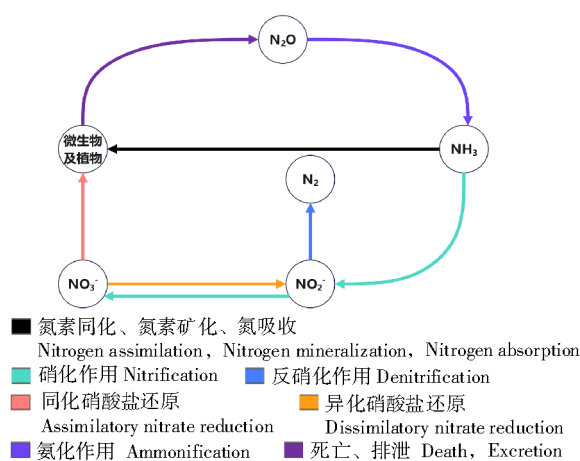 N₂O
微生物
及植物
NH₃
N₂
NO₃⁻
NO₂⁻
氮素同化、氮素矿化、氮吸收
Nitrogen assimilation, Nitrogen mineralization, Nitrogen absorption
硝化作用 Nitrification 反硝化作用 Denitrification
同化硝酸盐还原 异化硝酸盐还原
Assimilatory nitrate reduction Dissimilatory nitrate reduction
氨化作用 Ammonification 死亡、排泄 Death, Excretion